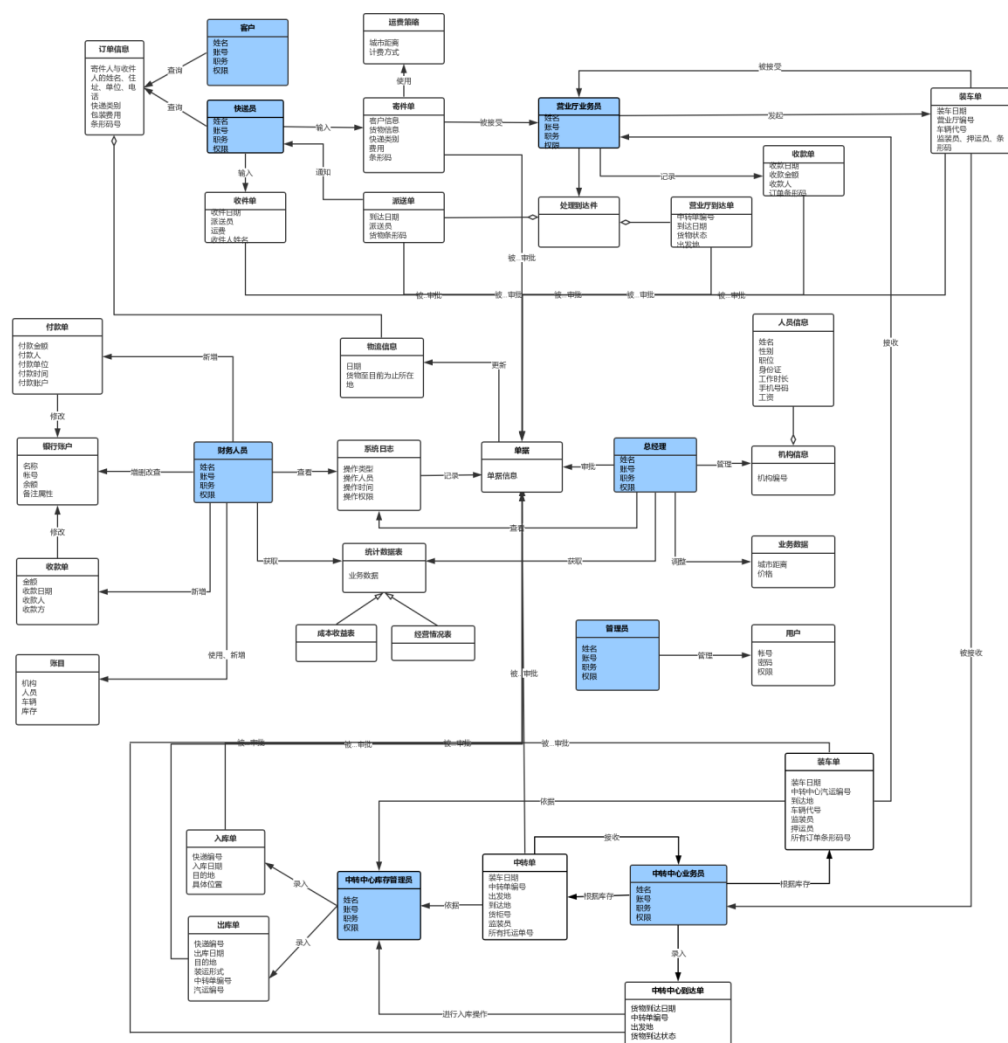 客户
姓名
账号
职务
权限
运费策略
城市距离
计费方式
订单信息
寄件人与收件
人的姓名、住
址、单位、电
话
快递类别
包装费用
条形码号
查询
查询
使用
被接受
快递员
姓名
账号
职务
权限
输入
寄件单
客户信息
货物信息
快递类别
费用
条形码
被接受
营业厅业务员
姓名
账号
职务
权限
发起
装车单
装车日期
营业厅编号
车辆代号
监装员、押运员、条
形码
输入
通知
记录
收款单
收款日期
收款金额
收款人
订单条形码
收件单
收件日期
派送员
运费
收件人姓名
派送单
到达日期
派送员
货物条形码
处理到达件
营业厅到达单
中转单编号
到达日期
货物状态
出发地
被...审批
被...审批
被...审批
被...审批
被...审批
被...审批
付款单
付款金额
付款人
付款单位
付款时间
付款账户
新增
物流信息
日期
货物至目前为止所在
地
更新
人员信息
姓名
性别
职位
身份证
工作时长
手机号码
工资
接收
修改
银行账户
名称
帐号
余额
备注属性
增删改查
财务人员
姓名
账号
职务
权限
查看
系统日志
操作类型
操作人员
操作时间
操作权限
记录
单据
单据信息
审批
总经理
姓名
账号
职务
权限
管理
机构信息
机构编号
修改
查看
收款单
金额
收款日期
收款人
收款方
新增
获取
统计数据表
业务数据
获取
调整
业务数据
城市距离
价格
成本收益表
经营情况表
管理员
姓名
账号
职务
权限
管理
用户
帐号
密码
权限
使用、新增
账目
机构
人员
车辆
库存
被接收
被...审批
被...审批
被...审批
被...审批
被...审批
装车单
装车日期
中转中心汽运编号
到达地
车辆代号
监装员
押运员
所有订单条形码号
依据
入库单
快递编号
入库日期
目的地
具体位置
录入
中转中心库存管理员
姓名
账号
职务
权限
依据
接收
中转单
装车日期
中转单编号
出发地
到达地
货柜号
监装员
所有托运单号
根据库存
中转中心业务员
姓名
账号
职务
权限
根据库存
出库单
快递编号
出库日期
目的地
装运形式
中转单编号
汽运编号
录入
录入
进行入库操作
中转中心到达单
货物到达日期
中转单编号
出发地
货物到达状态